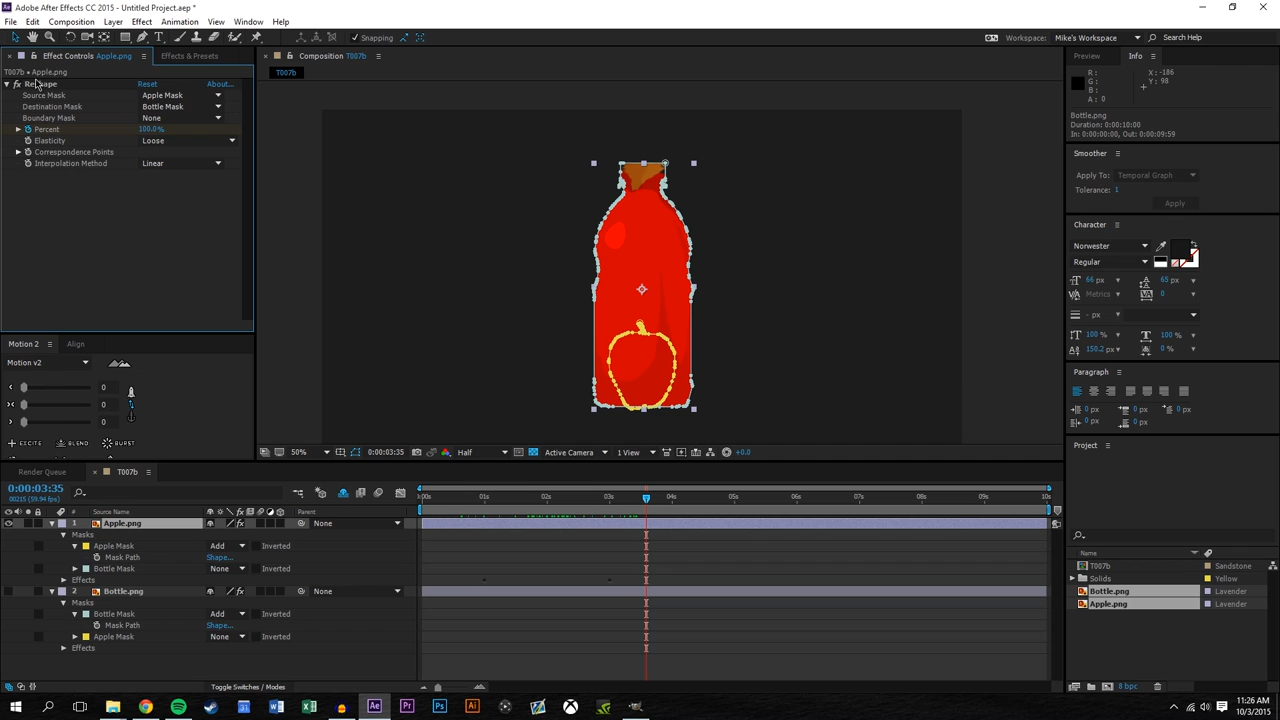 Adobe After Effects CC 2015 - Untitled Project.aep *
File Edit Composition Layer Effect Animation View Window Help
Snapping Workspace: Mike's Workspace Search Help
Effect Controls Apple.png Effects & Presets Composition T007b Preview Info
T007b • Apple.png T007b
Reshape Reset About...
Source Mask Apple Mask
Destination Mask Bottle Mask
Boundary Mask None
Percent 100.0%
Elasticity Loose
Correspondence Points
Interpolation Method Linear
R: X: -186
G: Y: 98
B:
A: 0
Bottle.png
Duration: 0:00:10:00
In: 0:00:00:00, Out: 0:00:09:59
Smoother
Apply To: Temporal Graph
Tolerance: 1
Apply
Character
Norwester
Regular
66 px 65 px
Metrics 0
- px
100 % 100 %
150.2 px 0 %
Paragraph
0 px 0 px 0 px
0 px 0 px
Motion 2 Align
Motion v2
0
0
0
EXCITE BLEND BURST
50% 0:00:03:35 Half Active Camera 1 View +0.0
Project
Name
T007b Sandstone
Solids Yellow
Bottle.png Lavender
Apple.png Lavender
8 bpc
Render Queue T007b
0:00:03:35
00215 (59.94 fps)
:00s 01s 02s 03s 04s 05s 06s 07s 08s 09s 10s
# Source Name Parent
1 Apple.png None
Masks
Apple Mask Add Inverted
Mask Path Shape...
Bottle Mask None Inverted
Effects
2 Bottle.png None
Masks
Bottle Mask Add Inverted
Mask Path Shape...
Apple Mask None Inverted
Effects
Toggle Switches / Modes
11:26 AM
10/3/2015